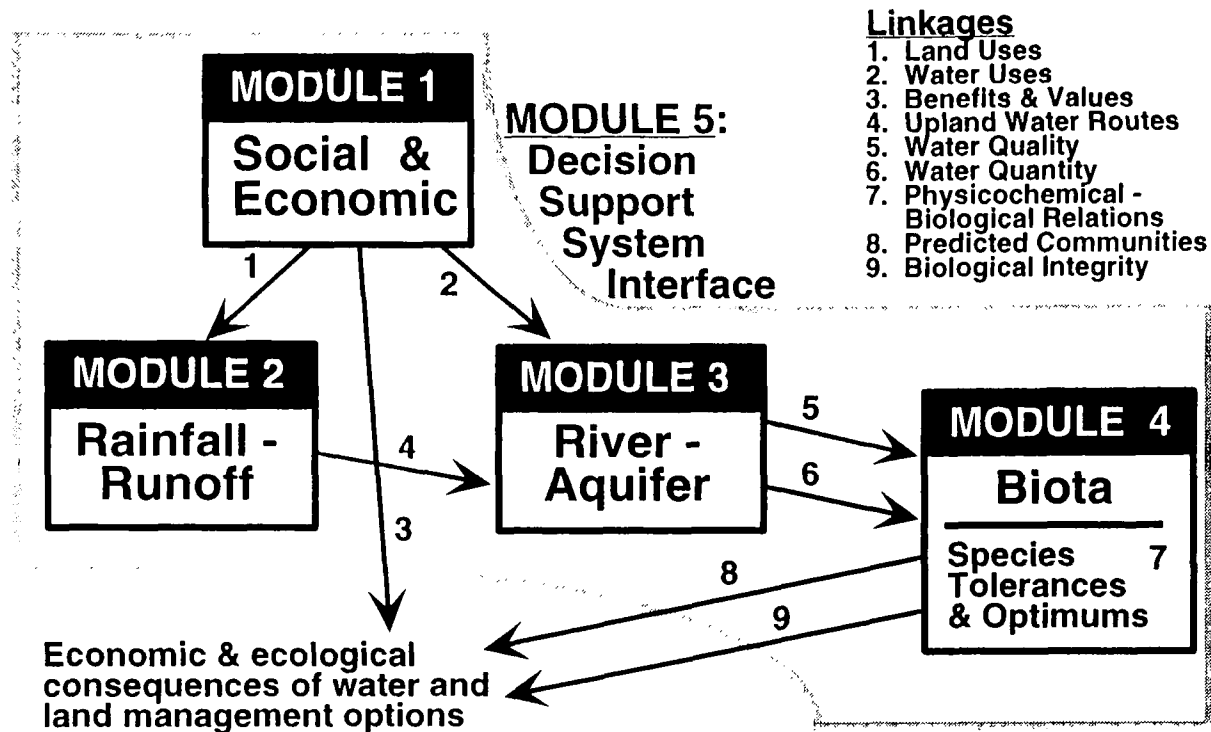 MODULE 1
Social & 
Economic
MODULE 5:
Decision
Support
System
Interface
Linkages
1. Land Uses
2. Water Uses
3. Benefits & Values
4. Upland Water Routes
5. Water Quality
6. Water Quantity
7. Physicochemical -
Biological Relations
8. Predicted Communities
9. Biological Integrity
1
2
MODULE 2
Rainfall -
Runoff
4
3
MODULE 3
River -
Aquifer
5
6
MODULE 4
Biota
Species 7
Tolerances
& Optimums
8
9
Economic & ecological
consequences of water and
land management options